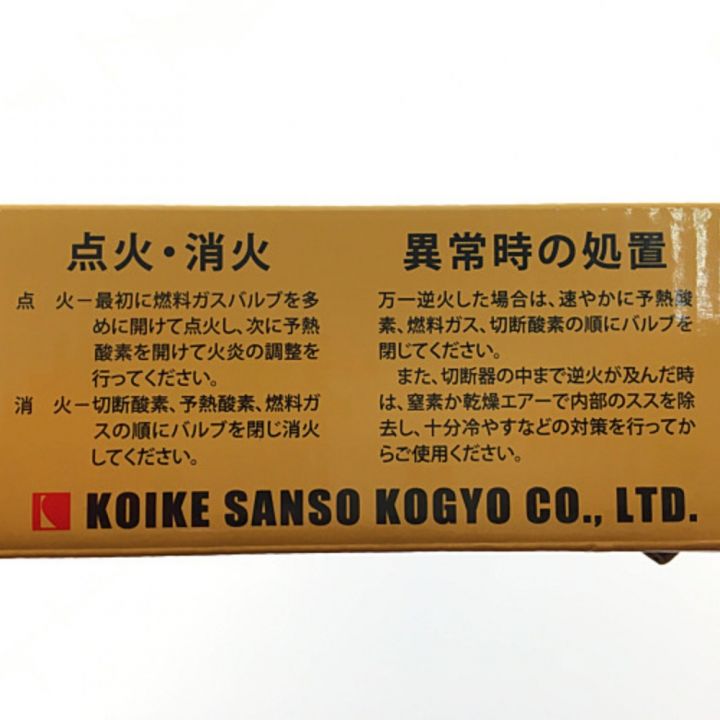 点火・消火
点　火－最初に燃料ガスバルブを多
めに開けて点火し、次に予熱
酸素を開けて火炎の調整を
行ってください。
消　火－切断酸素、予熱酸素、燃料ガ
スの順にバルブを閉じ消火
してください。
異常時の処置
万一逆火した場合は、速やかに予熱酸
素、燃料ガス、切断酸素の順にバルブを
閉じてください。
また、切断器の中まで逆火が及んだ時
は、窒素か乾燥エアーで内部のススを除
去し、十分冷やすなどの対策を行ってか
らご使用ください。
KOIKE SANSO KOGYO CO., LTD.